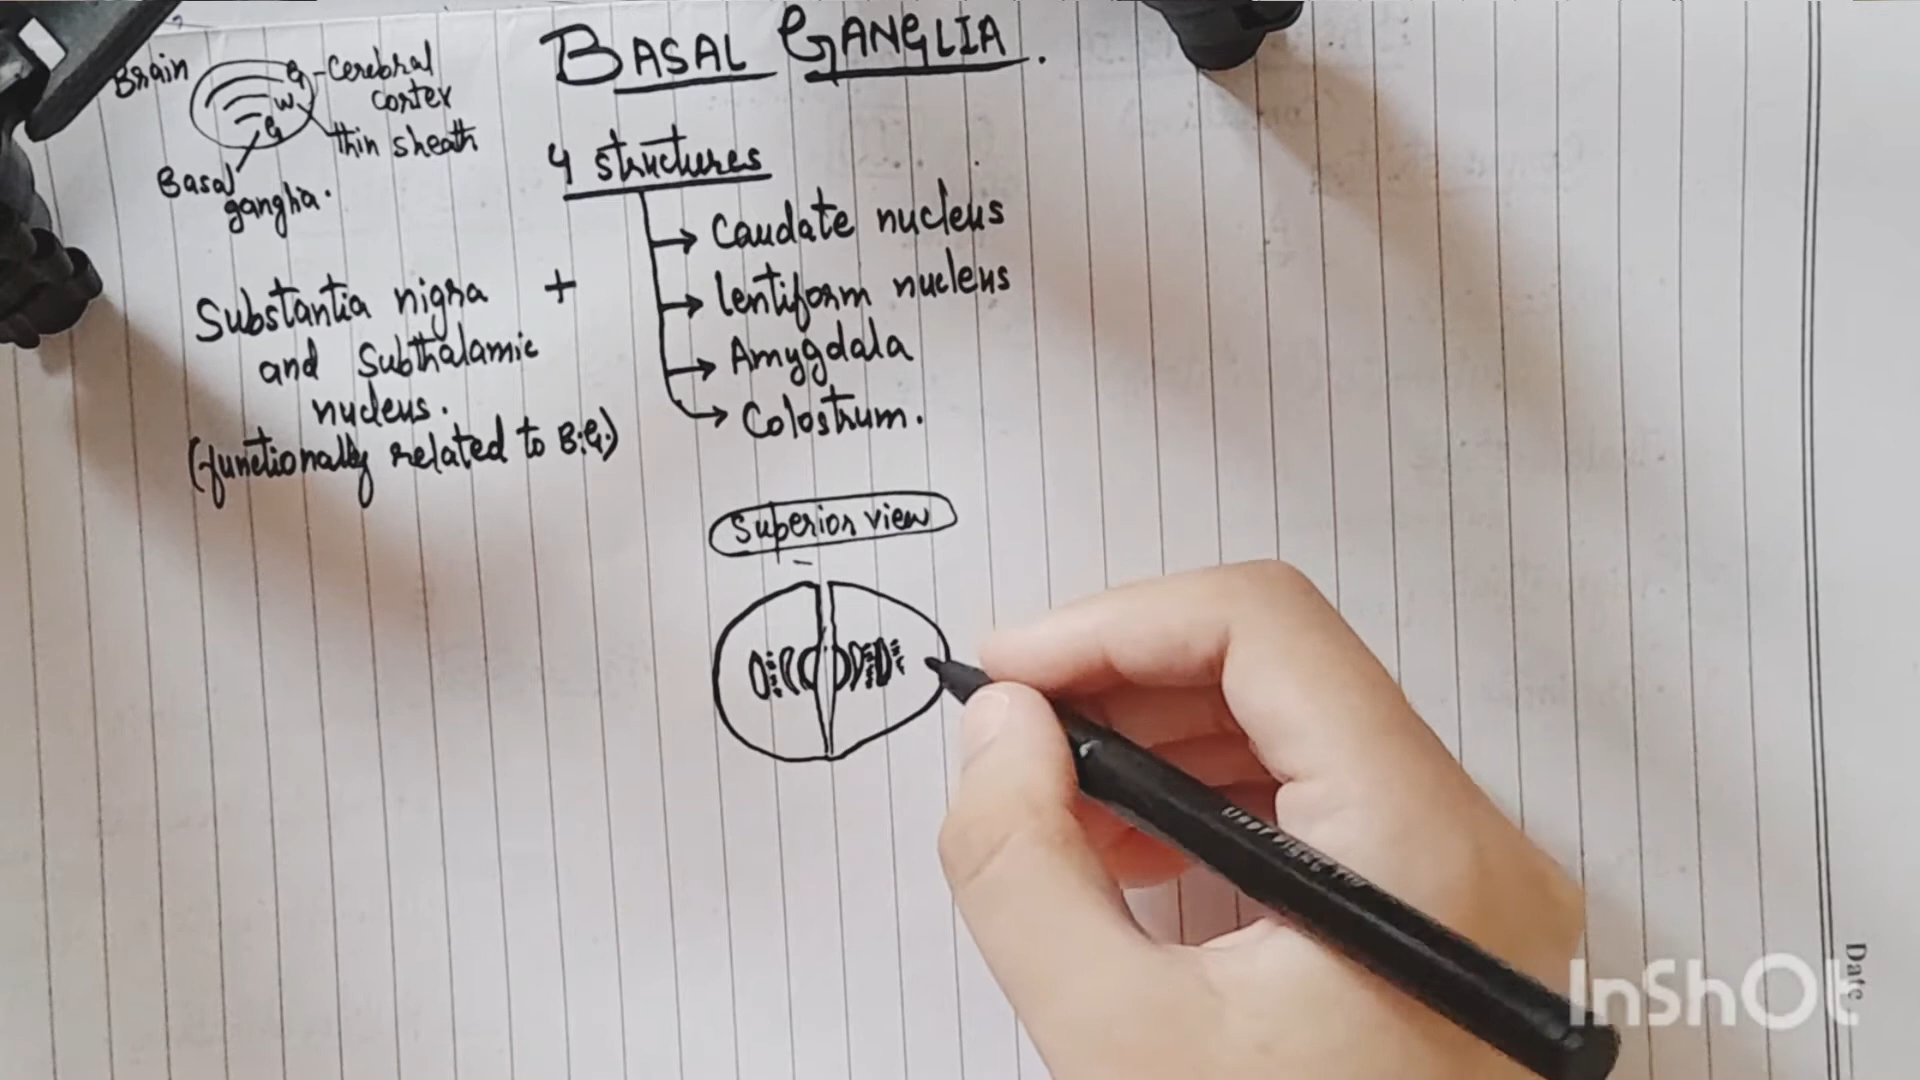 BASAL GANGLIA.
Brain
G - Cerebral
cortex
W
thin sheath
G
Basal
ganglia.
4 structures
Caudate nucleus
lentiform nucleus
Amygdala
Colostrum.
Substantia nigra +
and Subthalamic
nucleus.
(functionally related to B.G.)
Superior view
InShot
Date